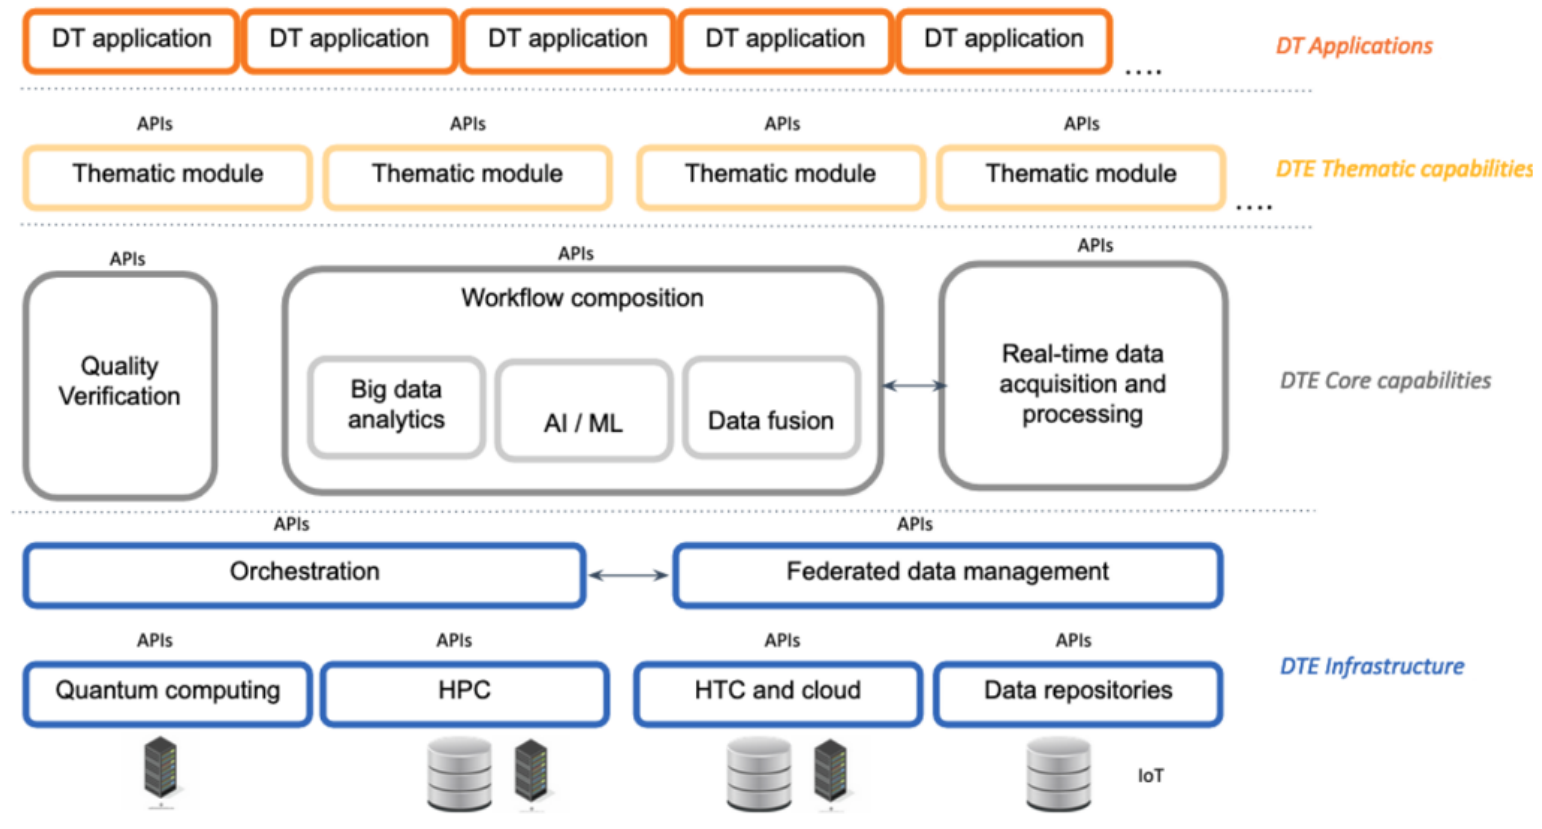 DT application DT application DT application DT application DT application ....
DT Applications
APIs APIs APIs APIs
Thematic module Thematic module Thematic module Thematic module ....
DTE Thematic capabilities
APIs APIs APIs
Quality
Verification
Workflow composition
Big data
analytics
AI / ML
Data fusion
Real-time data
acquisition and
processing
DTE Core capabilities
APIs APIs
Orchestration Federated data management
APIs APIs APIs APIs
Quantum computing HPC HTC and cloud Data repositories
DTE Infrastructure
IoT